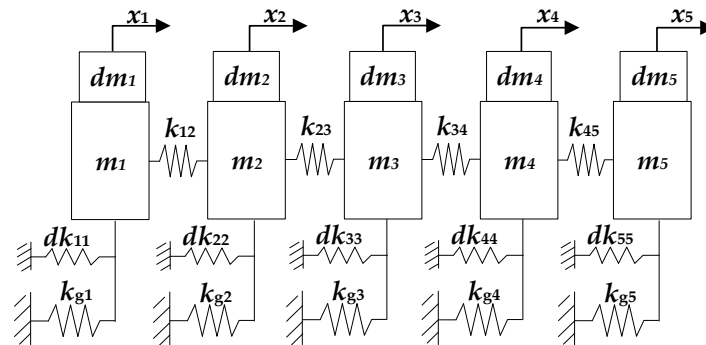 x1 x2 x3 x4 x5
dm1 dm2 dm3 dm4 dm5
k12 k23 k34 k45
m1 m2 m3 m4 m5
dk11 dk22 dk33 dk44 dk55
kg1 kg2 kg3 kg4 kg5